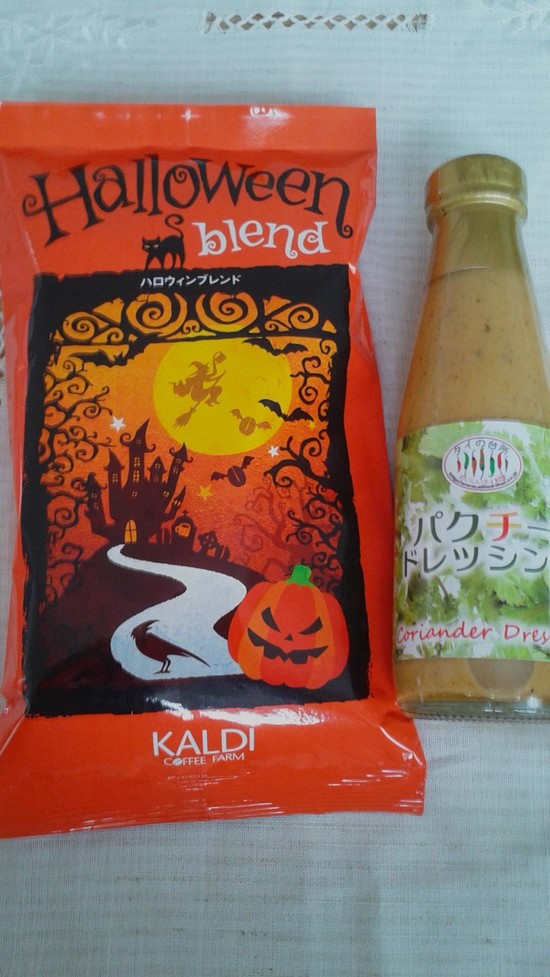 Halloween
blend
ハロウィンブレンド
KALDI
COFFEE FARM
タイの台所
パクチー
ドレッシン
Coriander Dres